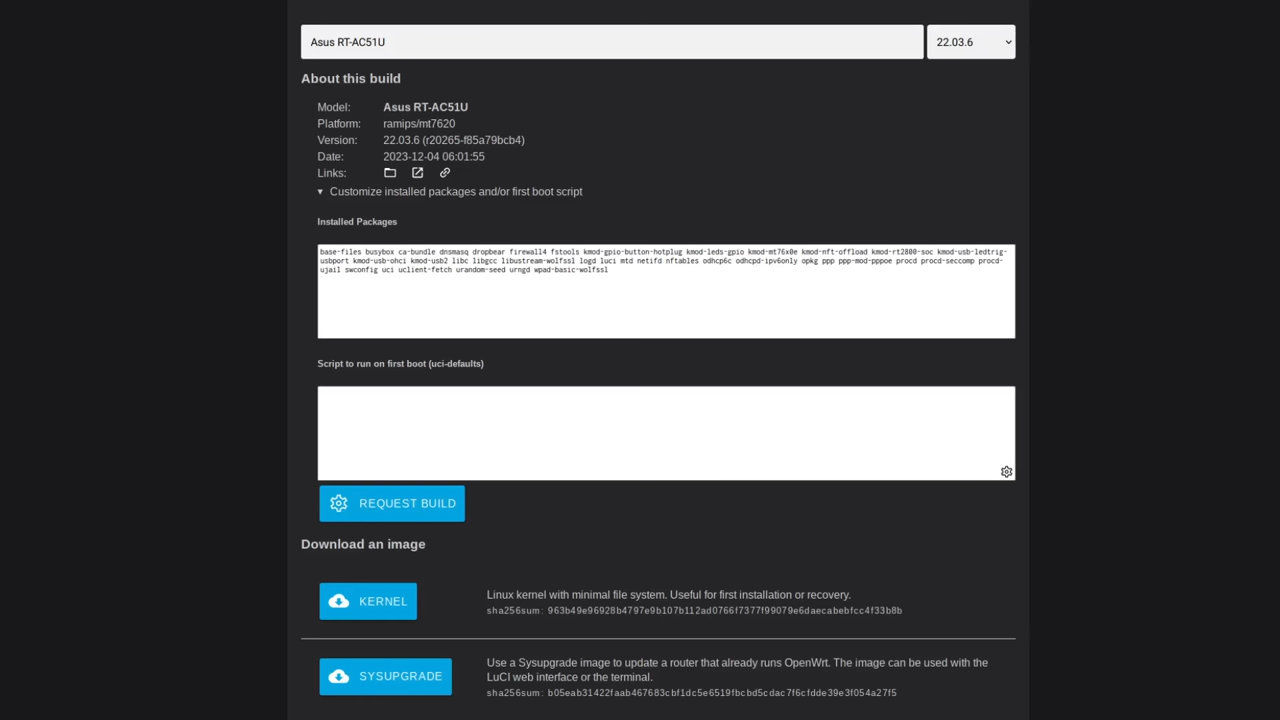 Asus RT-AC51U
22.03.6
About this build
Model: Asus RT-AC51U
Platform: ramips/mt7620
Version: 22.03.6 (r20265-f85a79bcb4)
Date: 2023-12-04 06:01:55
Links:
Customize installed packages and/or first boot script
Installed Packages
base-files busybox ca-bundle dnsmasq dropbear firewall4 fstools kmod-gpio-button-hotplug kmod-leds-gpio kmod-mt76x0e kmod-nft-offload kmod-rt2800-soc kmod-usb-ledtrig-
usbport kmod-usb-ohci kmod-usb2 libc libgcc libustream-wolfssl logd luci mtd netifd nftables odhcp6c odhcpd-ipv6only opkg ppp ppp-mod-pppoe procd procd-seccomp procd-
ujail swconfig uci uclient-fetch urandom-seed urngd wpad-basic-wolfssl
Script to run on first boot (uci-defaults)
REQUEST BUILD
Download an image
KERNEL
Linux kernel with minimal file system. Useful for first installation or recovery.
sha256sum: 963b49e96928b4797e9b107b112ad0766f7377f99079e6daecabebfcc4f33b8b
SYSUPGRADE
Use a Sysupgrade image to update a router that already runs OpenWrt. The image can be used with the
LuCI web interface or the terminal.
sha256sum: b05eab31422faab467683cbf1dc5e6519fbcbd5cdac7f6cfdde39e3f054a27f5